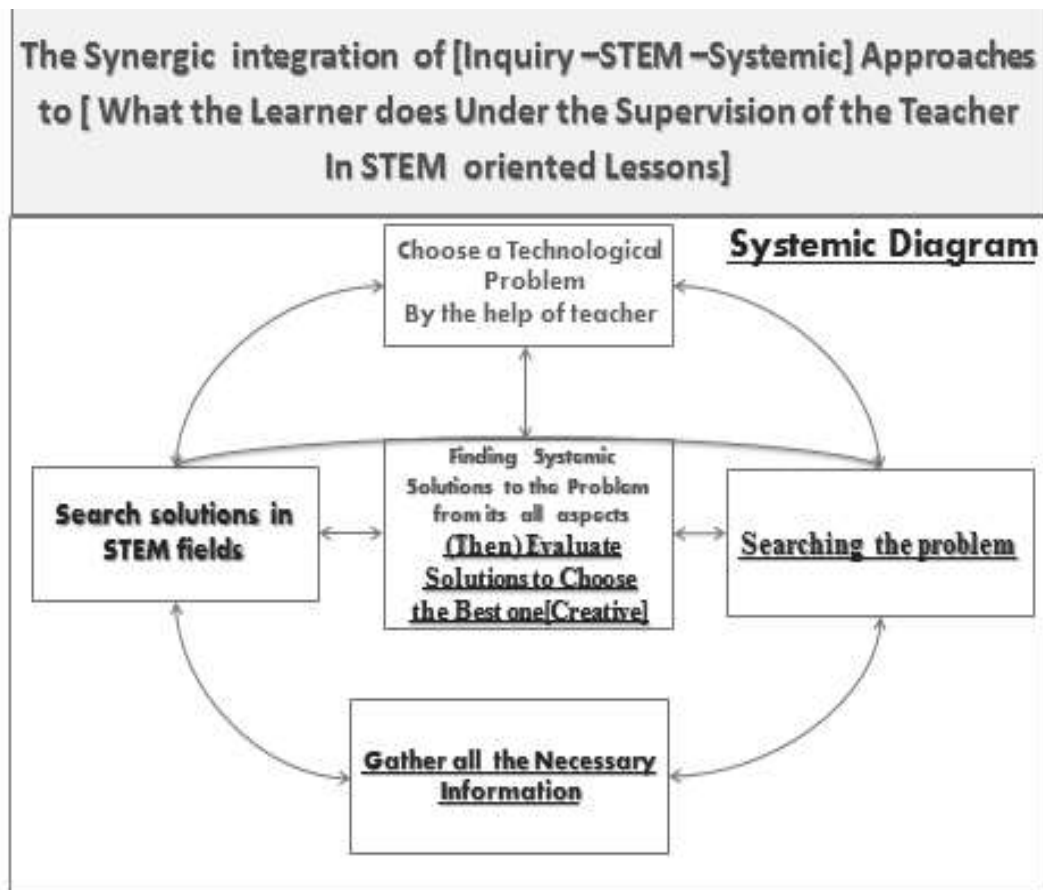 The Synergic integration of [Inquiry –STEM –Systemic] Approaches
to [ What the Learner does Under the Supervision of the Teacher
In STEM oriented Lessons]
Systemic Diagram
Choose a Technological
Problem
By the help of teacher
Search solutions in
STEM fields
Finding Systemic
Solutions to the Problem
from its all aspects
(Then) Evaluate
Solutions to Choose
the Best one[Creative]
Searching the problem
Gather all the Necessary
Information